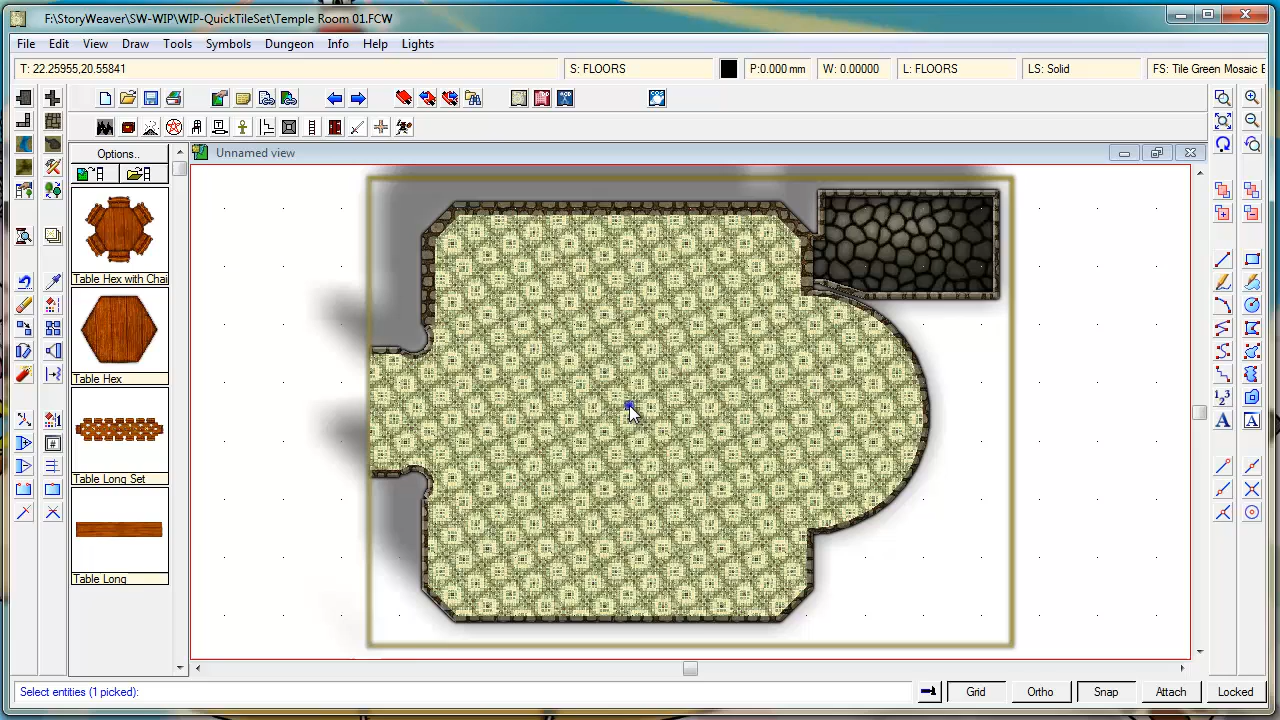 F:\StoryWeaver\SW-WIP\WIP-QuickTileSet\Temple Room 01.FCW
File Edit View Draw Tools Symbols Dungeon Info Help Lights
T: 22.25955,20.55841 S: FLOORS P:0.000 mm W: 0.00000 L: FLOORS LS: Solid FS: Tile Green Mosaic
Options..
Unnamed view
Table Hex with Chai
Table Hex
Table Long Set
Table Long
1 2 3
A A
#
Select entities (1 picked): Grid Ortho Snap Attach Locked